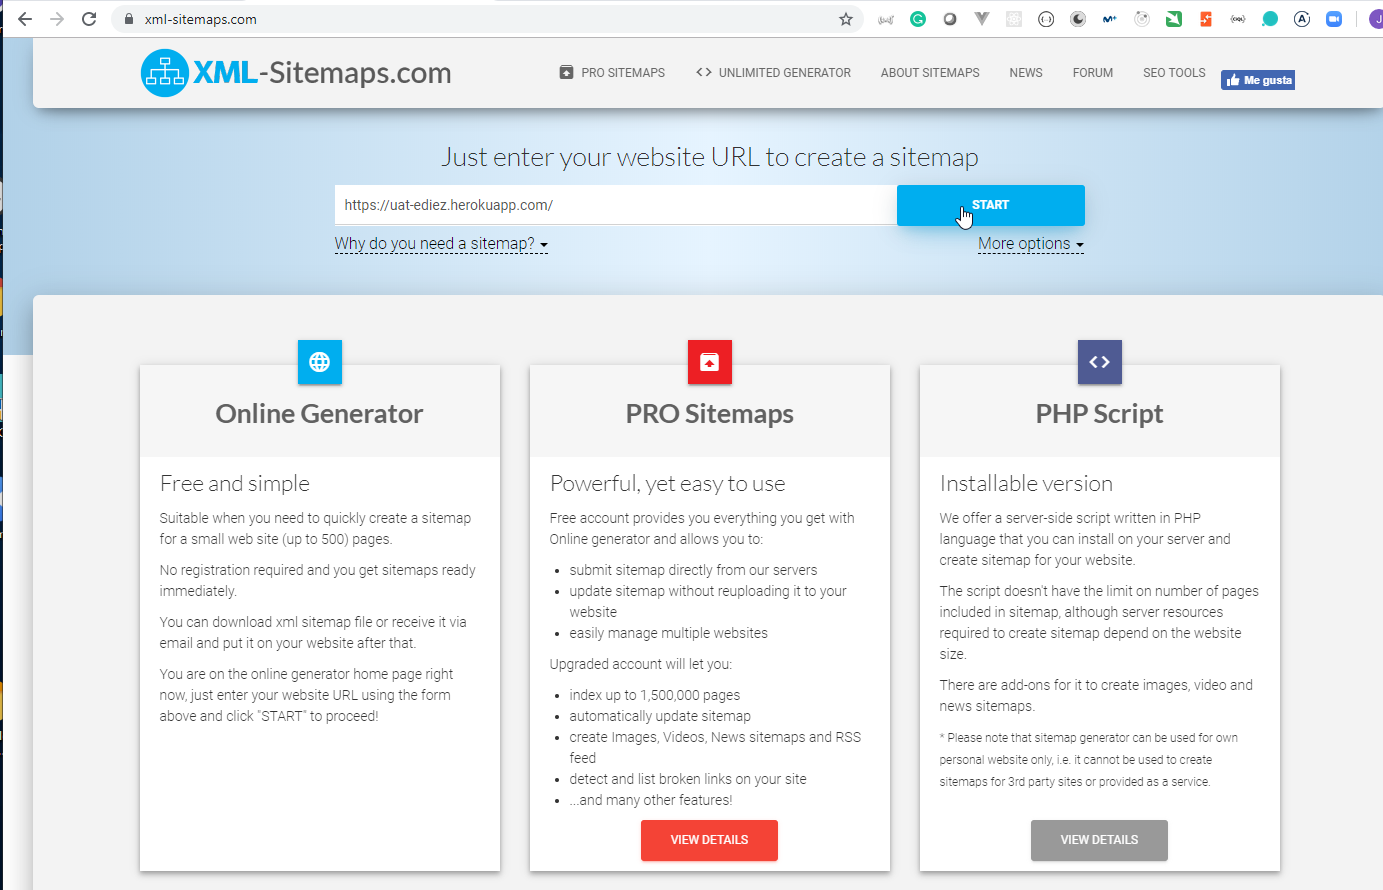 xml-sitemaps.com
XML-Sitemaps.com
PRO SITEMAPS
UNLIMITED GENERATOR
ABOUT SITEMAPS
NEWS
FORUM
SEO TOOLS
Me gusta
Just enter your website URL to create a sitemap
https://uat-ediez.herokuapp.com/
START
Why do you need a sitemap?
More options
Online Generator
Free and simple
Suitable when you need to quickly create a sitemap
for a small web site (up to 500) pages.
No registration required and you get sitemaps ready
immediately.
You can download xml sitemap file or receive it via
email and put it on your website after that.
You are on the online generator home page right
now, just enter your website URL using the form
above and click "START" to proceed!
PRO Sitemaps
Powerful, yet easy to use
Free account provides you everything you get with
Online generator and allows you to:
• submit sitemap directly from our servers
• update sitemap without reuploading it to your
website
• easily manage multiple websites
Upgraded account will let you:
• index up to 1,500,000 pages
• automatically update sitemap
• create Images, Videos, News sitemaps and RSS
feed
• detect and list broken links on your site
• ...and many other features!
VIEW DETAILS
PHP Script
Installable version
We offer a server-side script written in PHP
language that you can install on your server and
create sitemap for your website.
The script doesn't have the limit on number of pages
included in sitemap, although server resources
required to create sitemap depend on the website
size.
There are add-ons for it to create images, video and
news sitemaps.
* Please note that sitemap generator can be used for own
personal website only, i.e. it cannot be used to create
sitemaps for 3rd party sites or provided as a service.
VIEW DETAILS